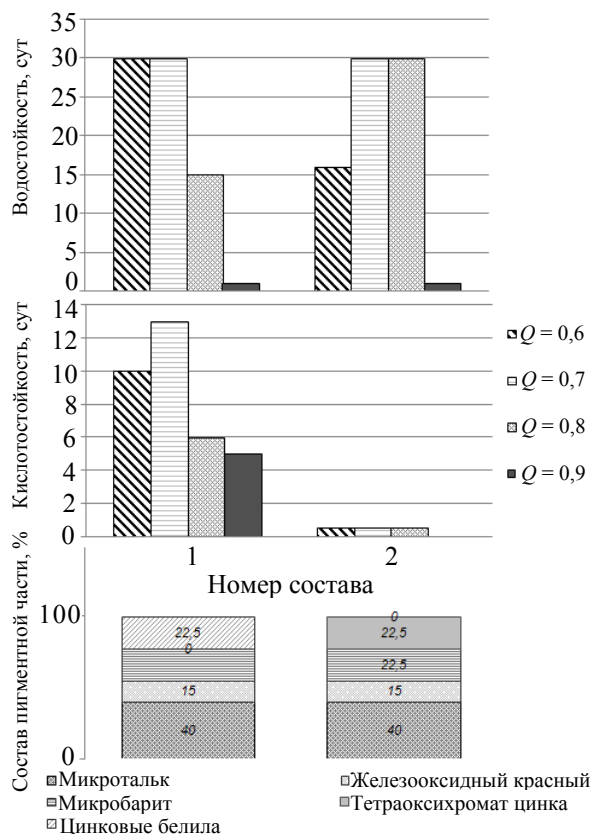 Водостойкость, сут
35
30
25
20
15
10
5
0
Кислотостойкость, сут
14
12
10
8
6
4
2
0
Q = 0,6
Q = 0,7
Q = 0,8
Q = 0,9
1 2
Номер состава
Состав пигментной части, %
100
0
22,5
0
15
40
0
22,5
22,5
15
40
Микротальк
Железооксидный красный
Микробарит
Тетраоксихромат цинка
Цинковые белила